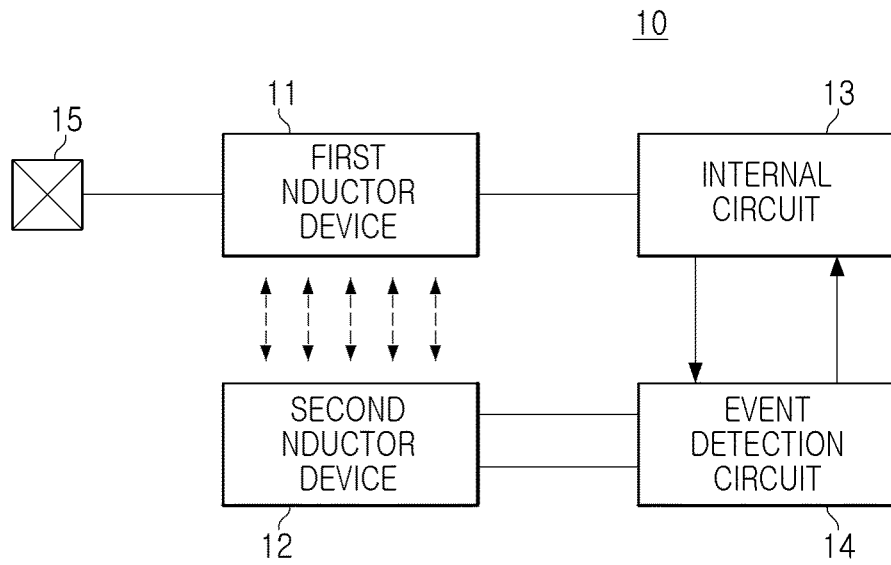 10
11
13
15
FIRST
NDUCTOR
DEVICE
INTERNAL
CIRCUIT
SECOND
NDUCTOR
DEVICE
EVENT
DETECTION
CIRCUIT
12
14